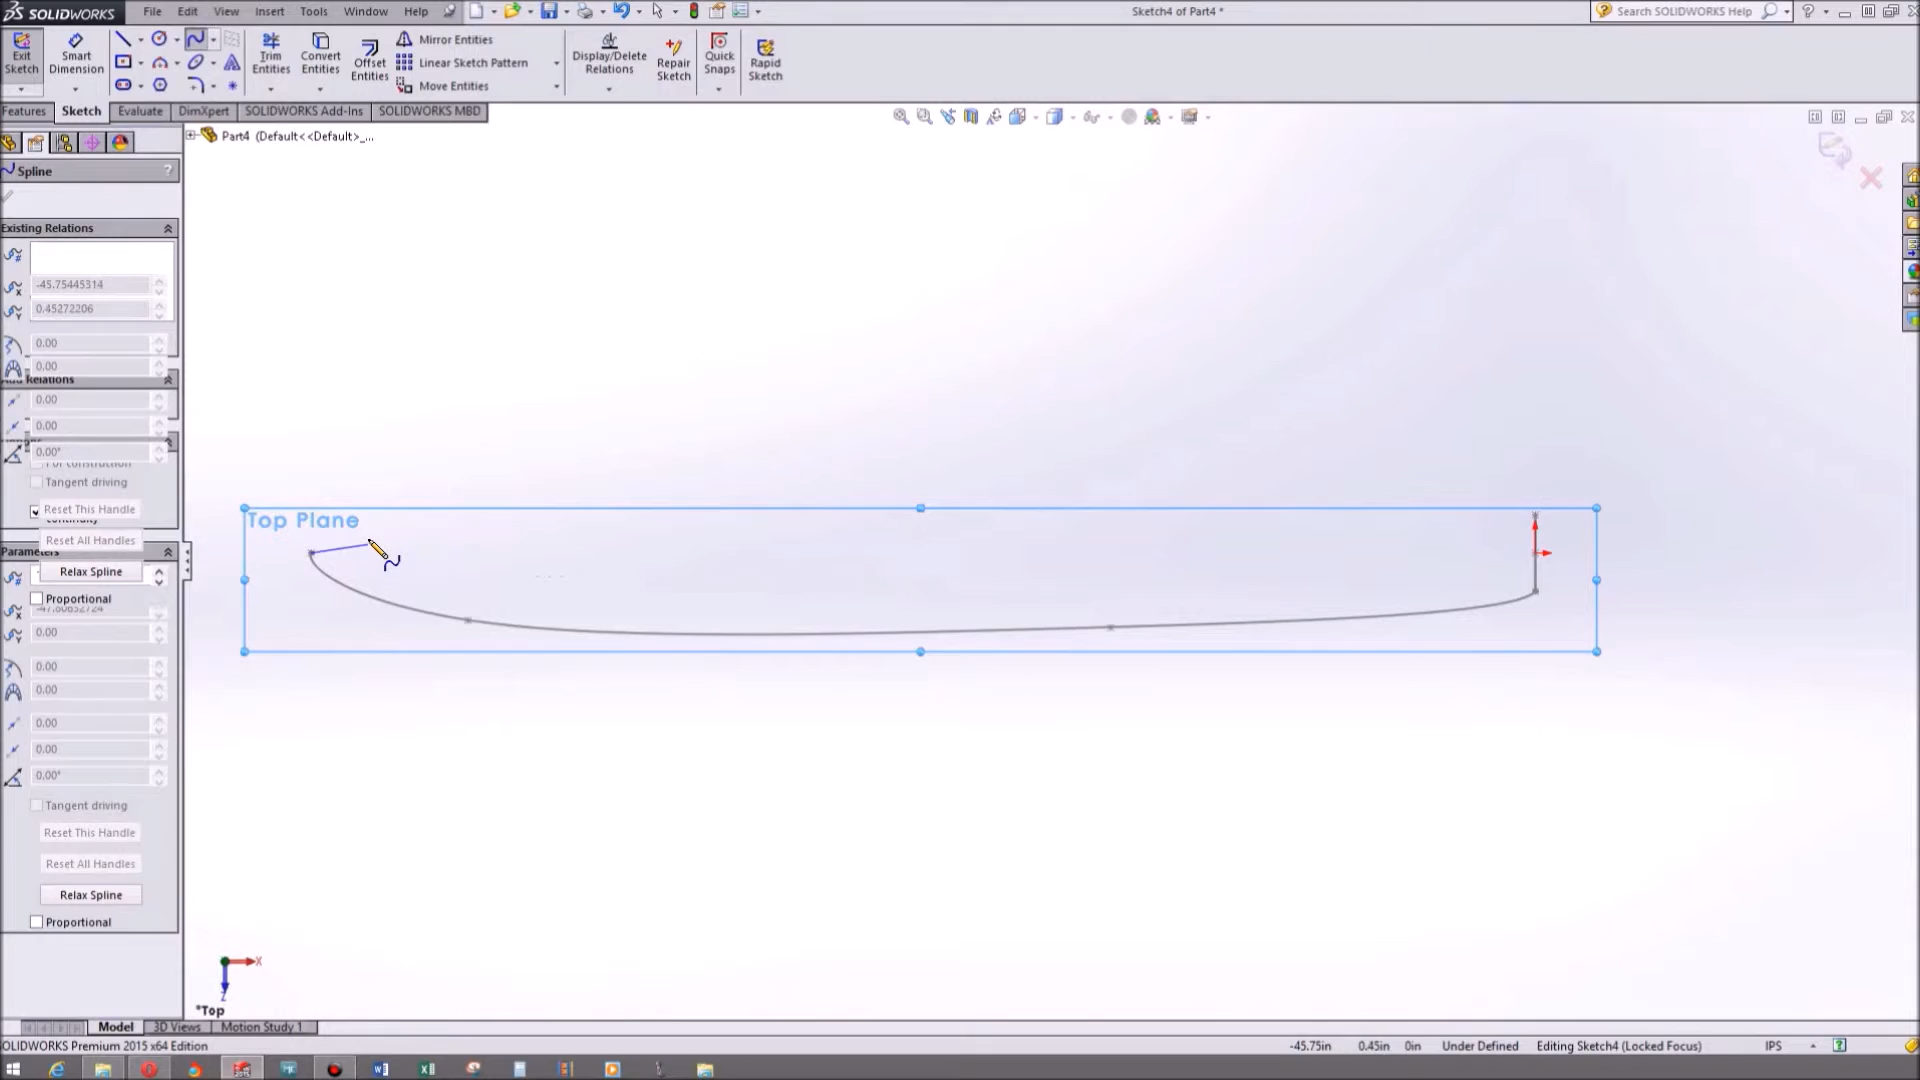 SOLIDWORKS File Edit View Insert Tools Window Help Sketch4 of Part4 * Search SOLIDWORKS Help
Exit Sketch
Smart Dimension
Trim Entities
Convert Entities
Offset Entities
Mirror Entities
Linear Sketch Pattern
Move Entities
Display/Delete Relations
Repair Sketch
Quick Snaps
Rapid Sketch
Features Sketch Evaluate DimXpert SOLIDWORKS Add-Ins SOLIDWORKS MBD
Part4 (Default<<Default>_...
Spline ?
Existing Relations
-45.75445314
0.45272206
0.00
0.00
Add Relations
0.00
0.00
0.00°
For construction
Tangent driving
Reset This Handle
continuity
Reset All Handles
Parameters
Relax Spline
Proportional
0.00
0.00
0.00
0.00
0.00
0.00°
Tangent driving
Reset This Handle
Reset All Handles
Relax Spline
Proportional
Top Plane
X
Z
*Top
Model 3D Views Motion Study 1
SOLIDWORKS Premium 2015 x64 Edition -45.75in 0.45in 0in Under Defined Editing Sketch4 (Locked Focus) IPS